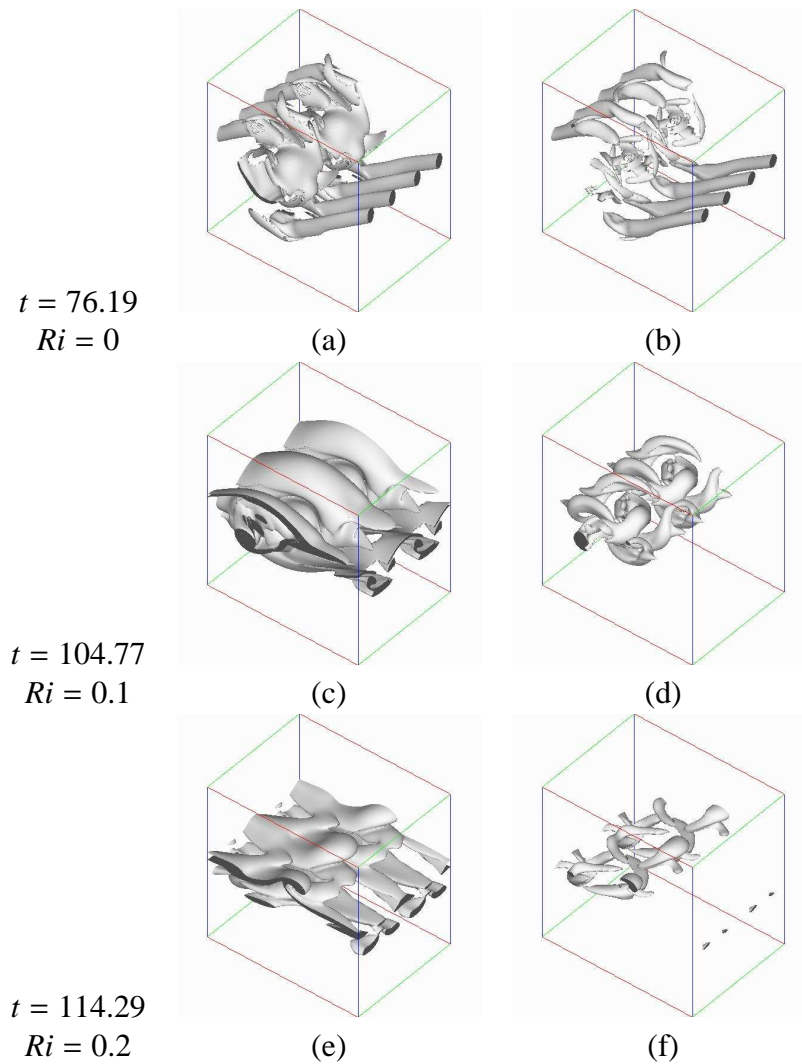 t = 76.19
Ri = 0
(a)
(b)
t = 104.77
Ri = 0.1
(c)
(d)
t = 114.29
Ri = 0.2
(e)
(f)